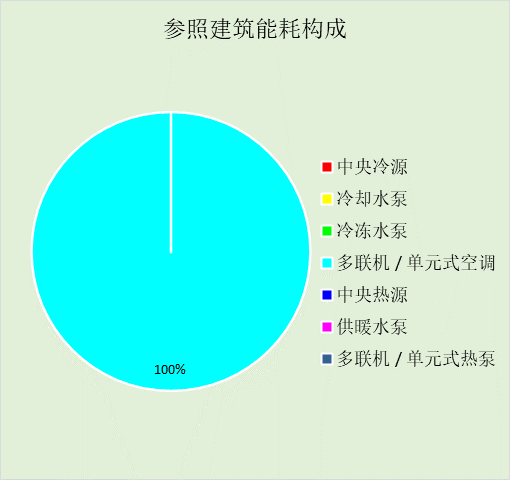 参照建筑能耗构成
中央冷源
冷却水泵
冷冻水泵
多联机 / 单元式空调
中央热源
供暖水泵
多联机 / 单元式热泵
100%